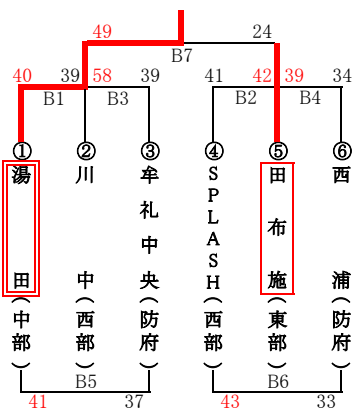 49
24
B7
40
39
58
39
41
42
39
34
B1
B3
B2
B4
①
②
③
④
⑤
⑥
湯田(中部)
川中(西部)
牟礼中央(防府)
SPLASH(西部)
田布施(東部)
西浦(防府)
B5
B6
41
37
43
33